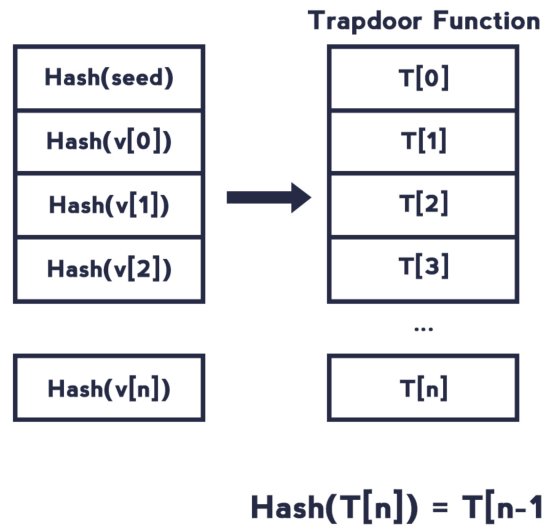 Trapdoor Function
Hash(seed) T[0]
Hash(v[0]) T[1]
Hash(v[1]) T[2]
Hash(v[2]) T[3]
...
Hash(v[n]) T[n]
Hash(T[n]) = T[n-1